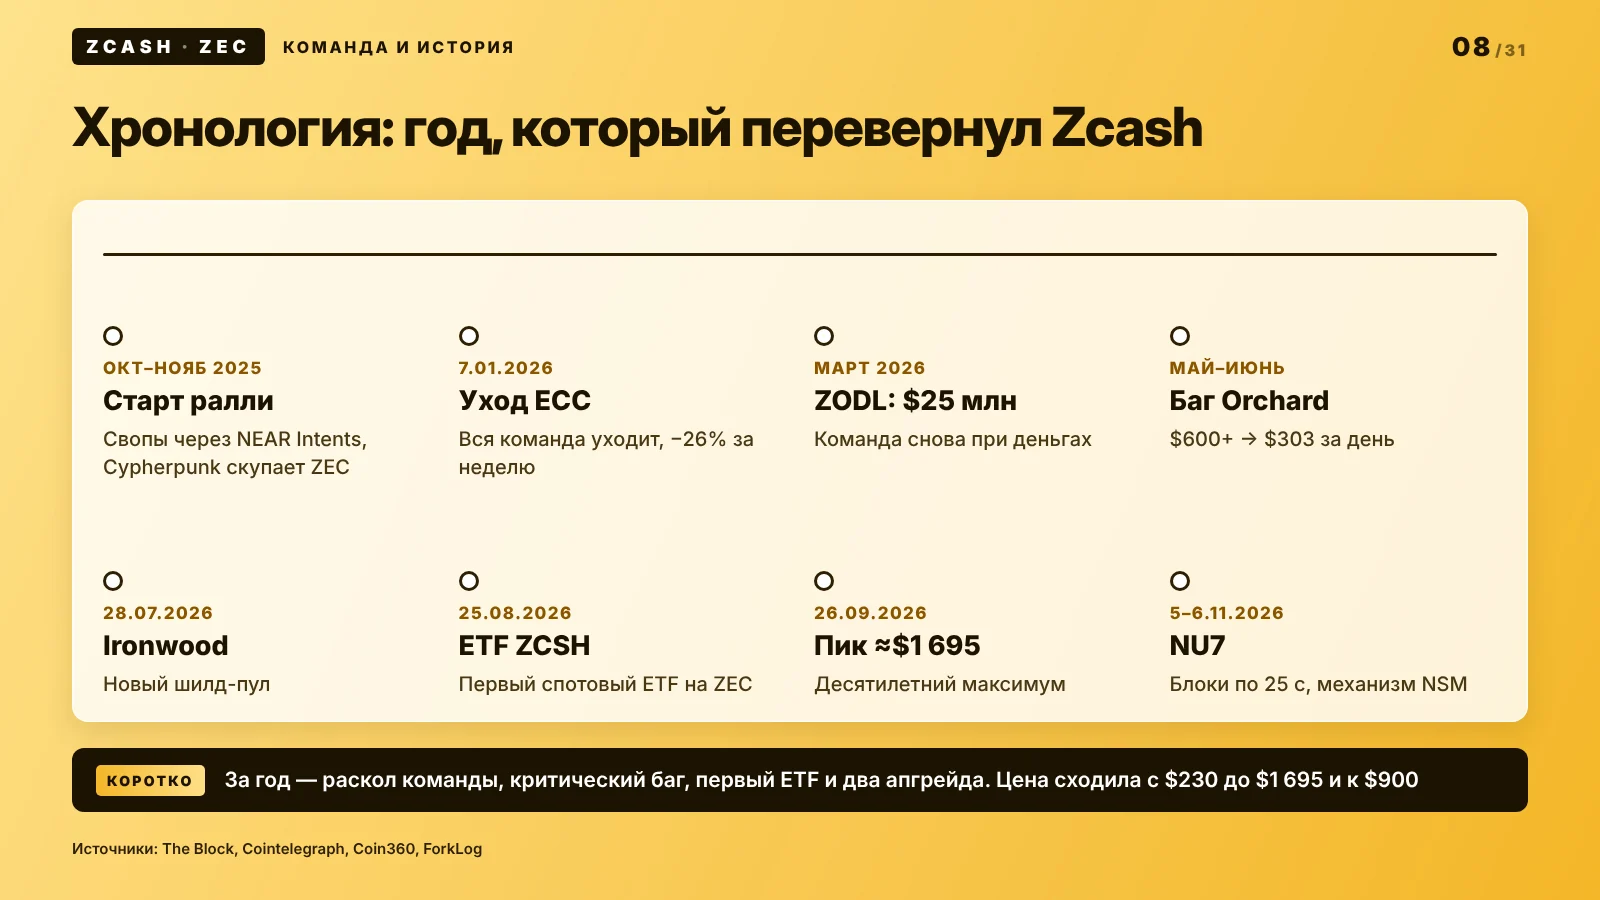 ZCASH · ZEC КОМАНДА И ИСТОРИЯ
08/31
Хронология: год, который перевернул Zcash
ОКТ–НОЯБ 2025
Старт ралли
Свопы через NEAR Intents,
Cypherpunk скупает ZEC
7.01.2026
Уход ECC
Вся команда уходит, −26% за
неделю
МАРТ 2026
ZODL: $25 млн
Команда снова при деньгах
МАЙ–ИЮНЬ
Баг Orchard
$600+ → $303 за день
28.07.2026
Ironwood
Новый шилд-пул
25.08.2026
ETF ZCSH
Первый спотовый ETF на ZEC
26.09.2026
Пик ≈$1 695
Десятилетний максимум
5–6.11.2026
NU7
Блоки по 25 с, механизм NSM
КОРОТКО За год — раскол команды, критический баг, первый ETF и два апгрейда. Цена сходила с $230 до $1 695 и к $900
Источники: The Block, Cointelegraph, Coin360, ForkLog